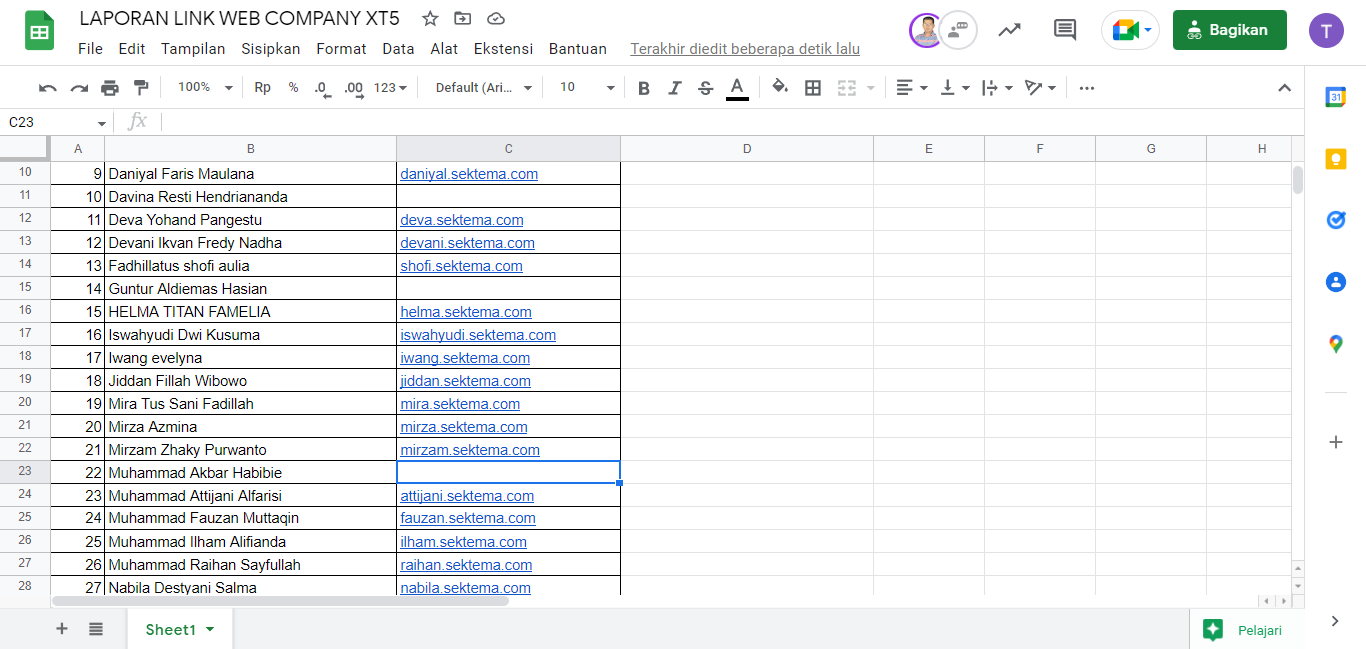 LAPORAN LINK WEB COMPANY XT5
File Edit Tampilan Sisipkan Format Data Alat Ekstensi Bantuan Terakhir diedit beberapa detik lalu
Bagikan
T
100% Rp % .0 .00 123 Default (Ari... 10 B I S A
31
C23 fx
A B C D E F G H
10 9 Daniyal Faris Maulana daniyal.sektema.com
11 10 Davina Resti Hendriananda
12 11 Deva Yohand Pangestu deva.sektema.com
13 12 Devani Ikvan Fredy Nadha devani.sektema.com
14 13 Fadhillatus shofi aulia shofi.sektema.com
15 14 Guntur Aldiemas Hasian
16 15 HELMA TITAN FAMELIA helma.sektema.com
17 16 Iswahyudi Dwi Kusuma iswahyudi.sektema.com
18 17 Iwang evelyna iwang.sektema.com
19 18 Jiddan Fillah Wibowo jiddan.sektema.com
20 19 Mira Tus Sani Fadillah mira.sektema.com
21 20 Mirza Azmina mirza.sektema.com
22 21 Mirzam Zhaky Purwanto mirzam.sektema.com
23 22 Muhammad Akbar Habibie
24 23 Muhammad Attijani Alfarisi attijani.sektema.com
25 24 Muhammad Fauzan Muttaqin fauzan.sektema.com
26 25 Muhammad Ilham Alifianda ilham.sektema.com
27 26 Muhammad Raihan Sayfullah raihan.sektema.com
28 27 Nabila Destyani Salma nabila.sektema.com
Sheet1
Pelajari